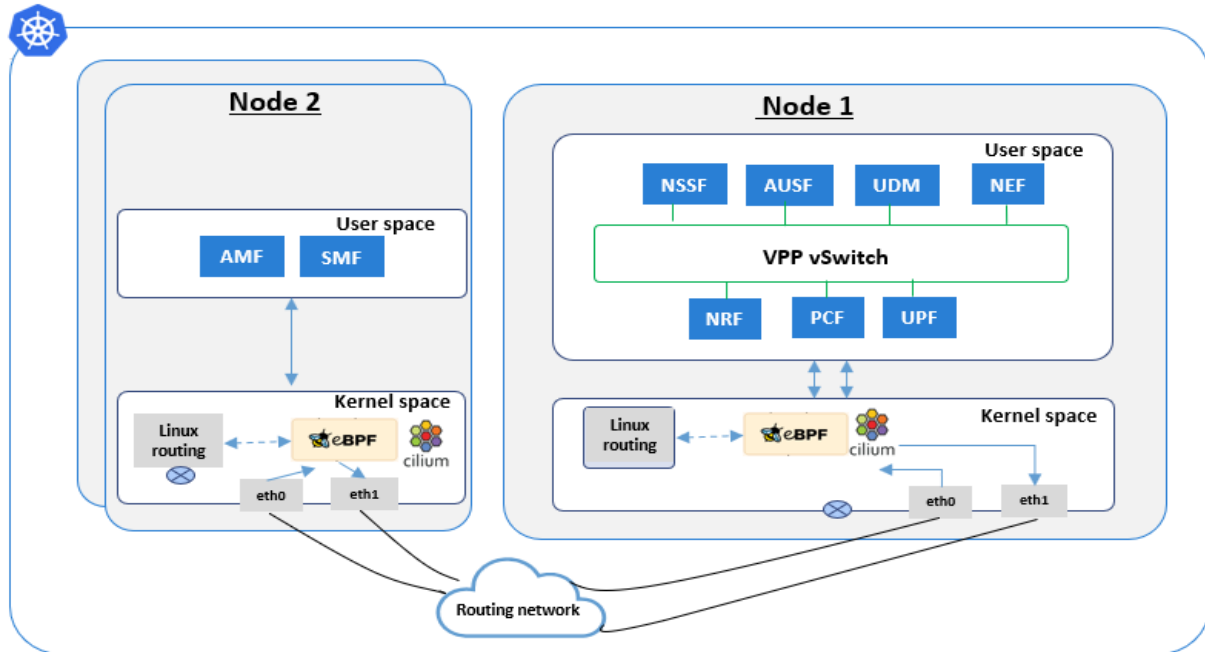 Node 2
User space
AMF
SMF
Kernel space
Linux
routing
eBPF
cilium
eth0
eth1
Node 1
User space
NSSF
AUSF
UDM
NEF
VPP vSwitch
NRF
PCF
UPF
Kernel space
Linux
routing
eBPF
cilium
eth0
eth1
Routing network